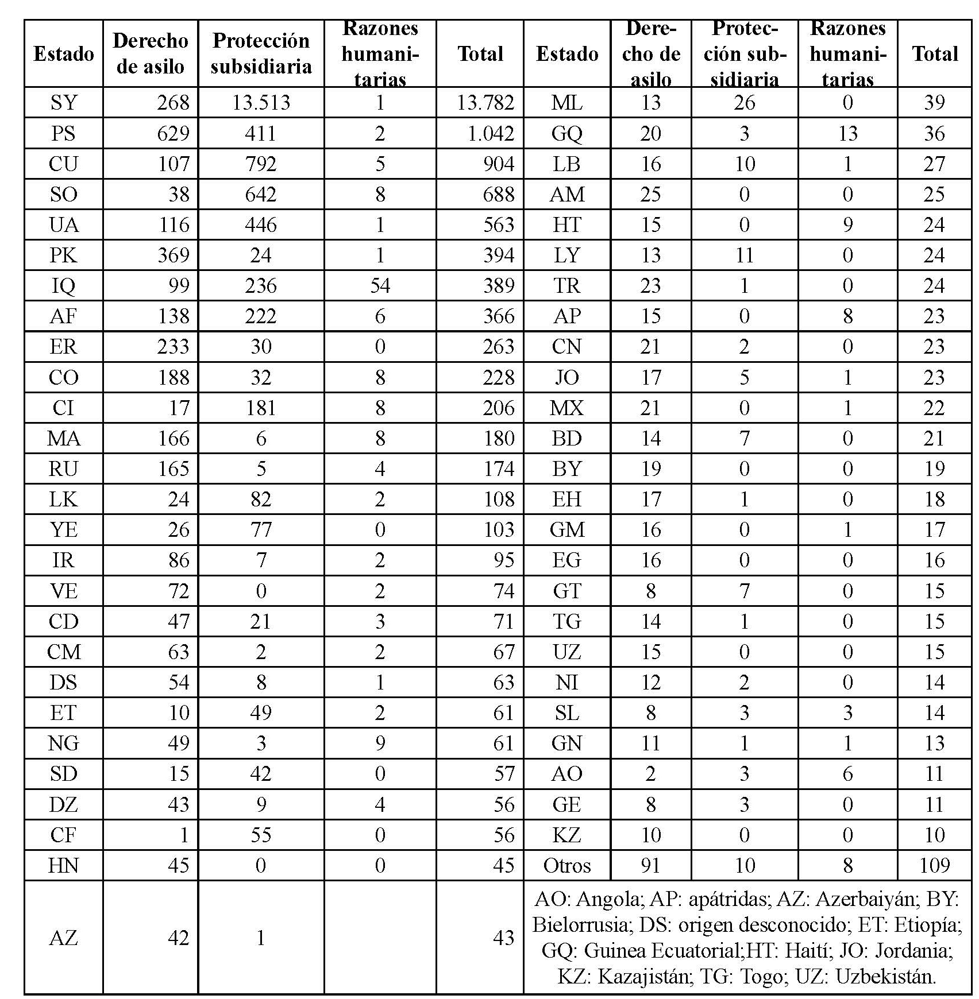 Estado Derecho de asilo Protección subsidiaria Razones humani-tarias Total Estado Dere-cho de asilo Protec-ción sub-sidiaria Razones humani-tarias Total
SY 268 13.513 1 13.782 ML 13 26 0 39
PS 629 411 2 1.042 GQ 20 3 13 36
CU 107 792 5 904 LB 16 10 1 27
SO 38 642 8 688 AM 25 0 0 25
UA 116 446 1 563 HT 15 0 9 24
PK 369 24 1 394 LY 13 11 0 24
IQ 99 236 54 389 TR 23 1 0 24
AF 138 222 6 366 AP 15 0 8 23
ER 233 30 0 263 CN 21 2 0 23
CO 188 32 8 228 JO 17 5 1 23
CI 17 181 8 206 MX 21 0 1 22
MA 166 6 8 180 BD 14 7 0 21
RU 165 5 4 174 BY 19 0 0 19
LK 24 82 2 108 EH 17 1 0 18
YE 26 77 0 103 GM 16 0 1 17
IR 86 7 2 95 EG 16 0 0 16
VE 72 0 2 74 GT 8 7 0 15
CD 47 21 3 71 TG 14 1 0 15
CM 63 2 2 67 UZ 15 0 0 15
DS 54 8 1 63 NI 12 2 0 14
ET 10 49 2 61 SL 8 3 3 14
NG 49 3 9 61 GN 11 1 1 13
SD 15 42 0 57 AO 2 3 6 11
DZ 43 9 4 56 GE 8 3 0 11
CF 1 55 0 56 KZ 10 0 0 10
HN 45 0 0 45 Otros 91 10 8 109
AZ 42 1 43
AO: Angola; AP: apátridas; AZ: Azerbaiyán; BY:
Bielorrusia; DS: origen desconocido; ET: Etiopía;
GQ: Guinea Ecuatorial;HT: Haití; JO: Jordania;
KZ: Kazajistán; TG: Togo; UZ: Uzbekistán.